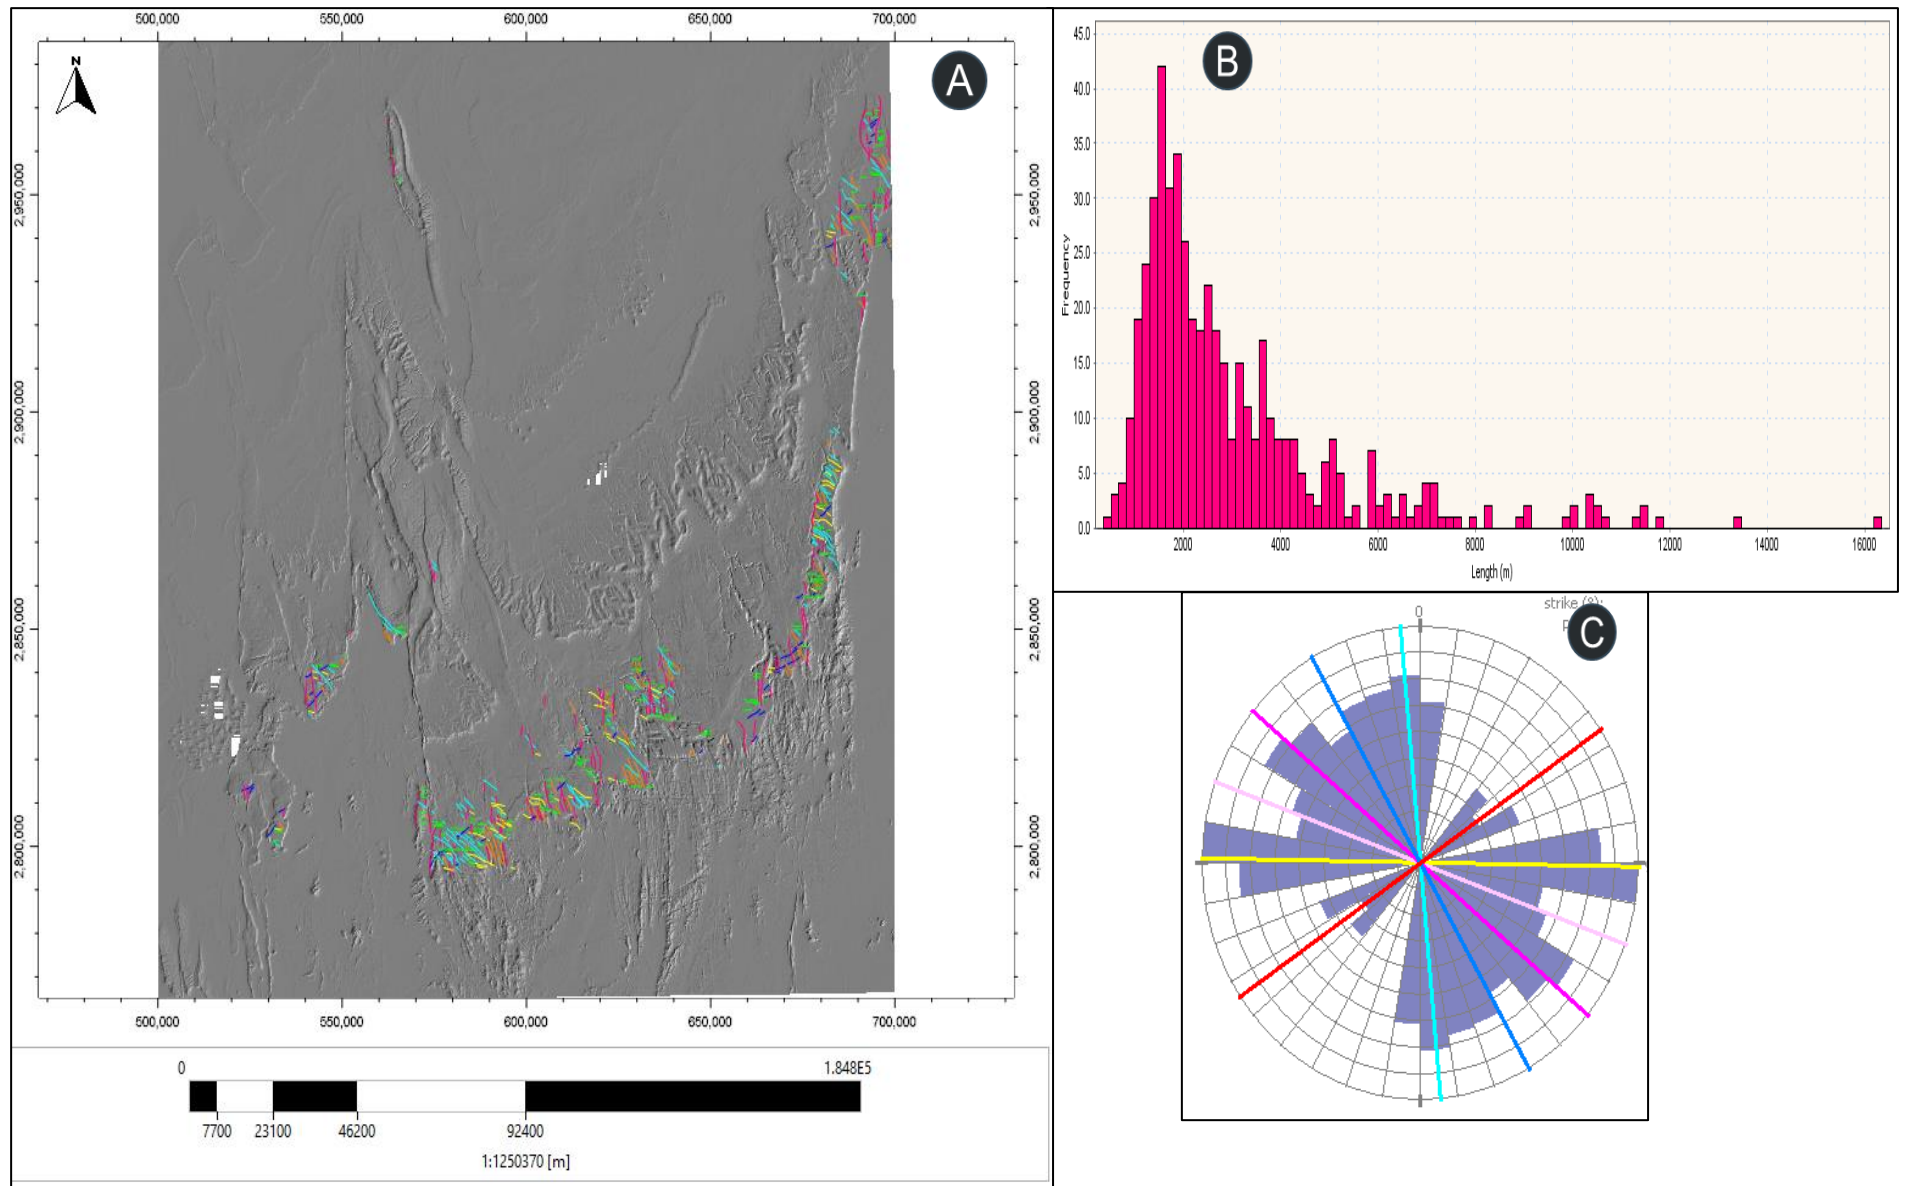 500,000 550,000 600,000 650,000 700,000
N
A
2,950,000 2,950,000
2,900,000 2,900,000
2,850,000 2,850,000
2,800,000 2,800,000
500,000 550,000 600,000 650,000 700,000
0 1.848E5
7700 23100 46200 92400
1:1250370 [m]
B
45.0
40.0
35.0
30.0
25.0
20.0
15.0
10.0
5.0
0.0
Frequency
2000 4000 6000 8000 10000 12000 14000 16000
Length (m)
0
strike
C